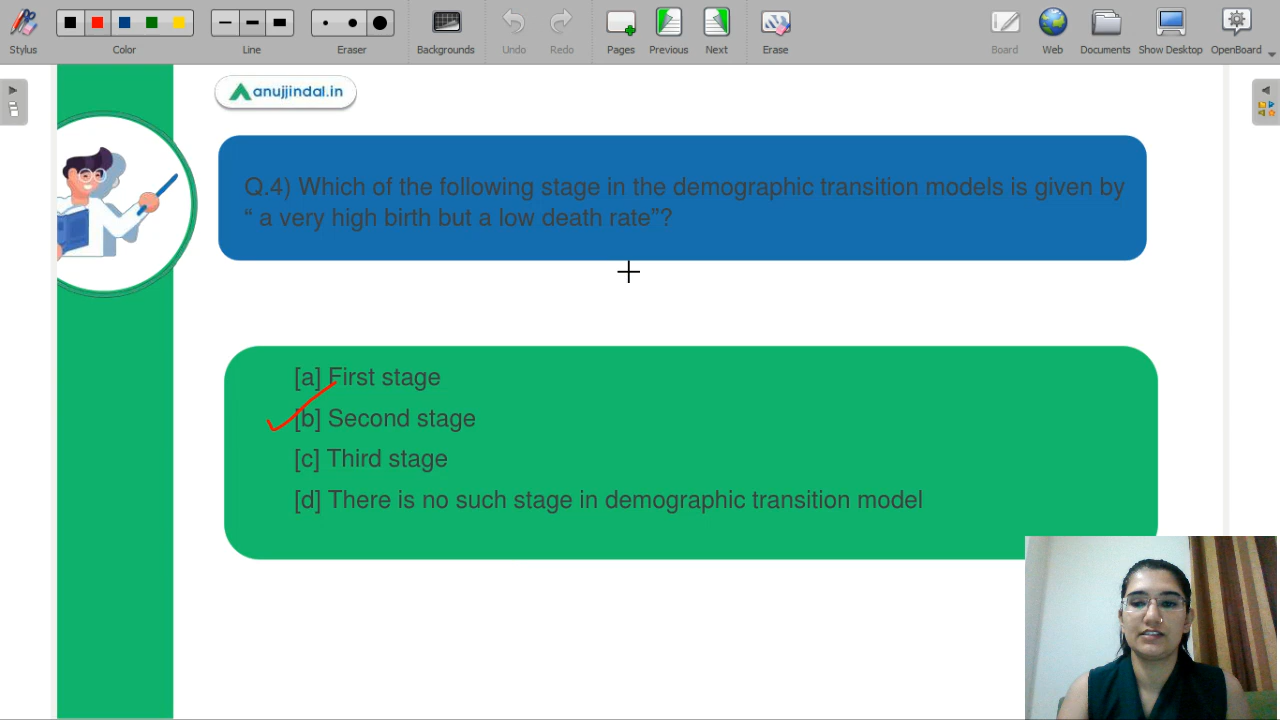 Stylus
Color
Line
Eraser
Backgrounds
Undo
Redo
Pages
Previous
Next
Erase
Board
Web
Documents
Show Desktop
OpenBoard
anujjindal.in
Q.4) Which of the following stage in the demographic transition models is given by
“ a very high birth but a low death rate”?
[a] First stage
[b] Second stage
[c] Third stage
[d] There is no such stage in demographic transition model